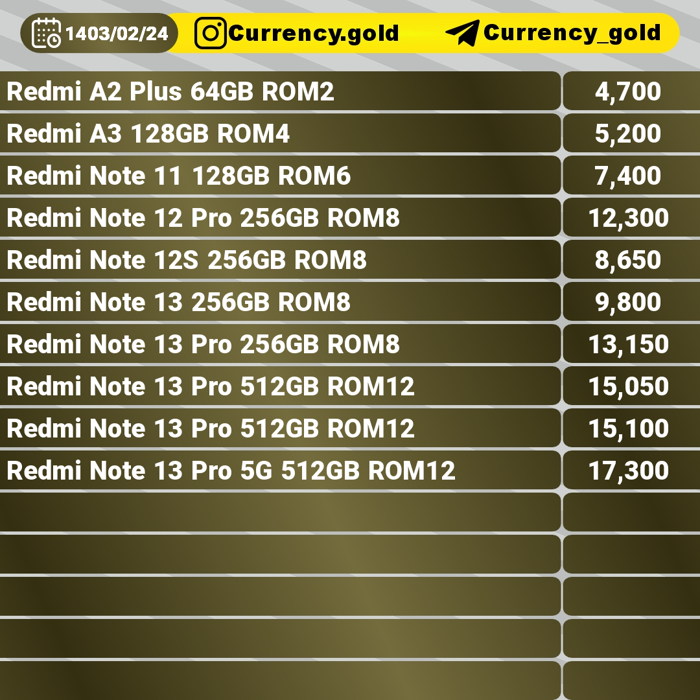 1403/02/24 Currency.gold Currency_gold
Redmi A2 Plus 64GB ROM2 4,700
Redmi A3 128GB ROM4 5,200
Redmi Note 11 128GB ROM6 7,400
Redmi Note 12 Pro 256GB ROM8 12,300
Redmi Note 12S 256GB ROM8 8,650
Redmi Note 13 256GB ROM8 9,800
Redmi Note 13 Pro 256GB ROM8 13,150
Redmi Note 13 Pro 512GB ROM12 15,050
Redmi Note 13 Pro 512GB ROM12 15,100
Redmi Note 13 Pro 5G 512GB ROM12 17,300